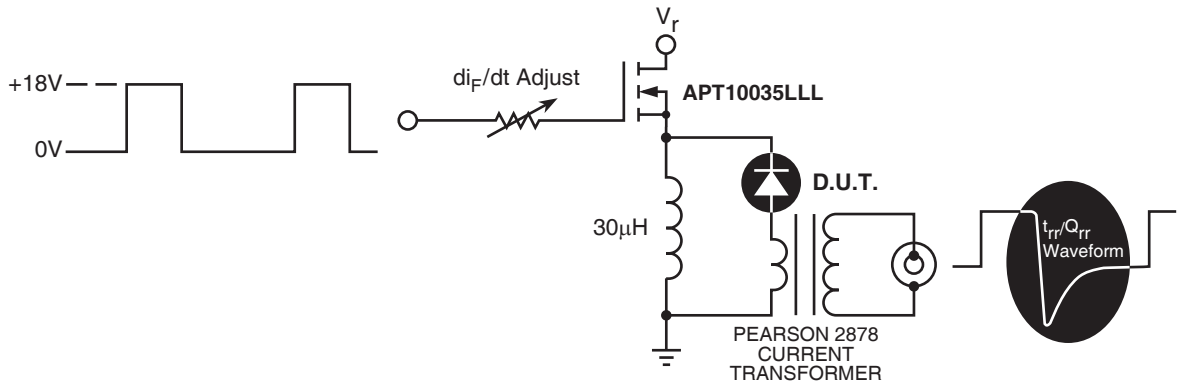 V_r
+18V
di_F/dt Adjust
APT10035LLL
0V
D.U.T.
30μH
t_rr/Q_rr
Waveform
PEARSON 2878
CURRENT
TRANSFORMER